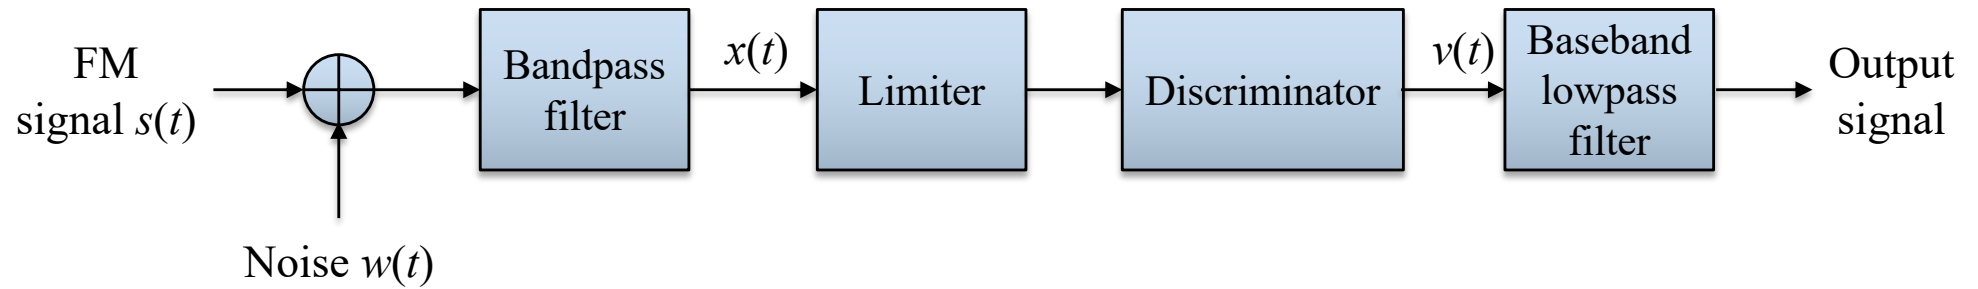 FM
signal s(t)
Noise w(t)
Bandpass
filter
x(t)
Limiter
Discriminator
v(t)
Baseband
lowpass
filter
Output
signal